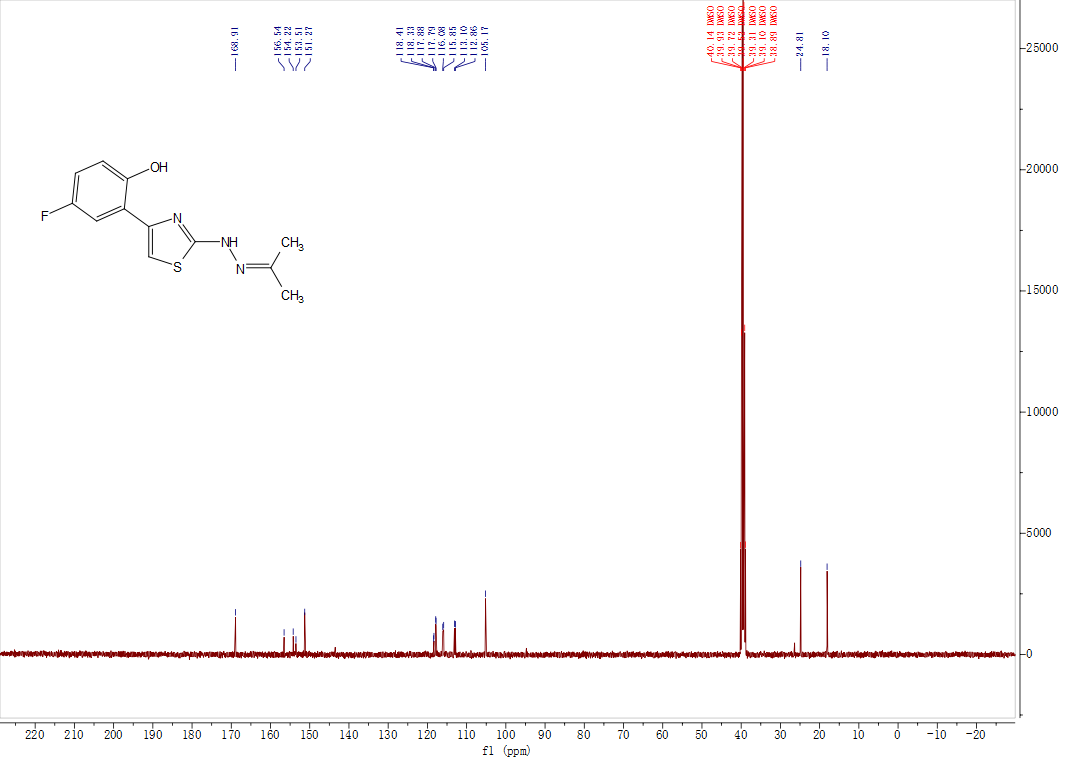 168.91
156.54
154.22
153.51
151.27
118.41
118.33
117.88
117.79
116.08
115.85
113.10
112.86
105.17
40.14 DMSO
39.93 DMSO
39.72 DMSO
39.52 DMSO
39.31 DMSO
39.10 DMSO
38.89 DMSO
24.81
18.10
OH
F
N
NH
S
N
CH3
CH3
25000
20000
15000
10000
5000
0
220 210 200 190 180 170 160 150 140 130 120 110 100 90 80 70 60 50 40 30 20 10 0 -10 -20
f1 (ppm)